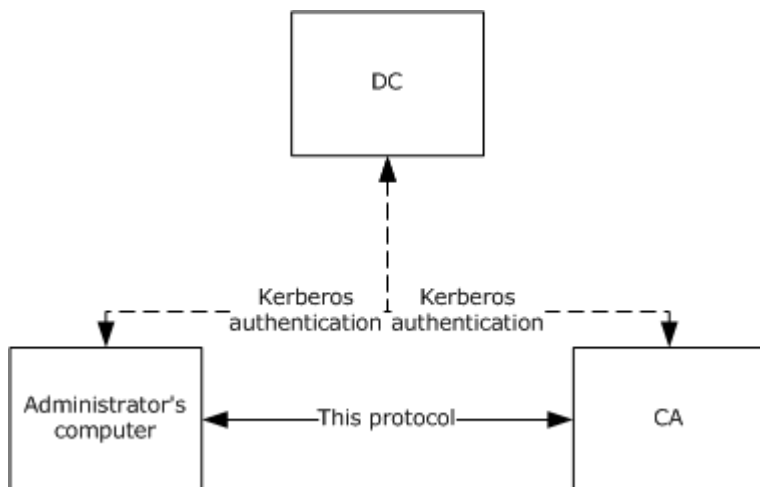 DC
Kerberos
authentication
Kerberos
authentication
Administrator's
computer
This protocol
CA